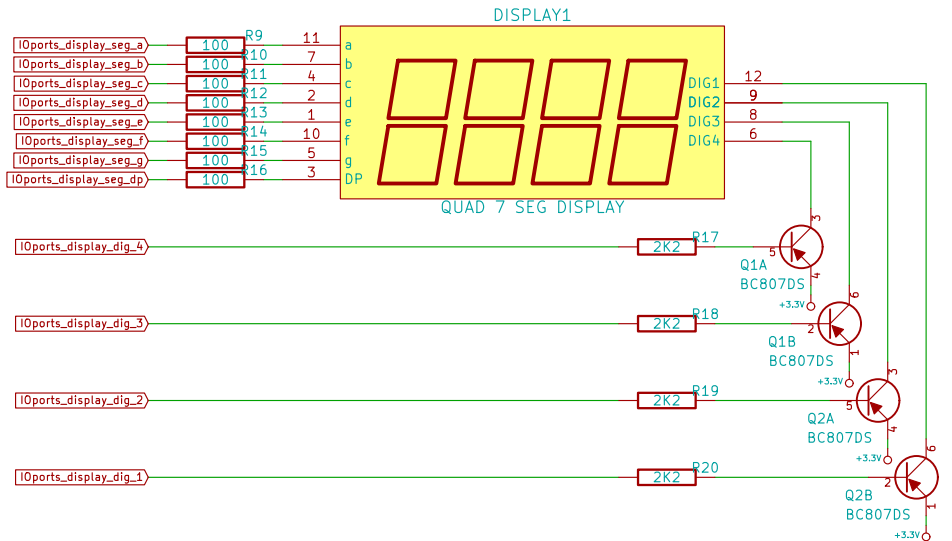 DISPLAY1
IOports_display_seg_a 100 R9 11 a
IOports_display_seg_b 100 R10 7 b
IOports_display_seg_c 100 R11 4 c DIG1 12
IOports_display_seg_d 100 R12 2 d DIG2 9
IOports_display_seg_e 100 R13 1 e DIG3 8
IOports_display_seg_f 100 R14 10 f DIG4 6
IOports_display_seg_g 100 R15 5 g
IOports_display_seg_dp 100 R16 3 DP
QUAD 7 SEG DISPLAY
IOports_display_dig_4 2K2 R17 5 3 4
Q1A
BC807DS
+3.3V
IOports_display_dig_3 2K2 R18 2 6 1
Q1B
BC807DS
+3.3V
IOports_display_dig_2 2K2 R19 5 3 4
Q2A
BC807DS
+3.3V
IOports_display_dig_1 2K2 R20 2 6 1
Q2B
BC807DS
+3.3V